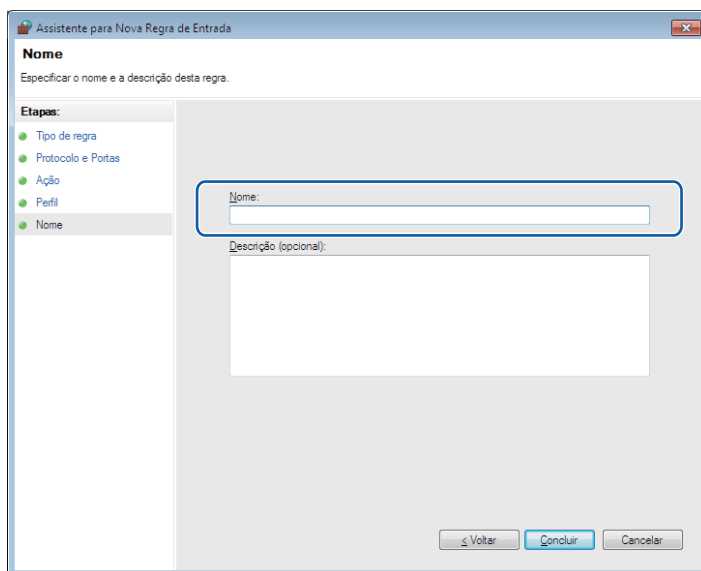 Assistente para Nova Regra de Entrada
Nome
Especificar o nome e a descrição desta regra.
Etapas:
Tipo de regra
Protocolo e Portas
Ação
Perfil
Nome
Nome:
Descrição (opcional):
< Voltar
Concluir
Cancelar